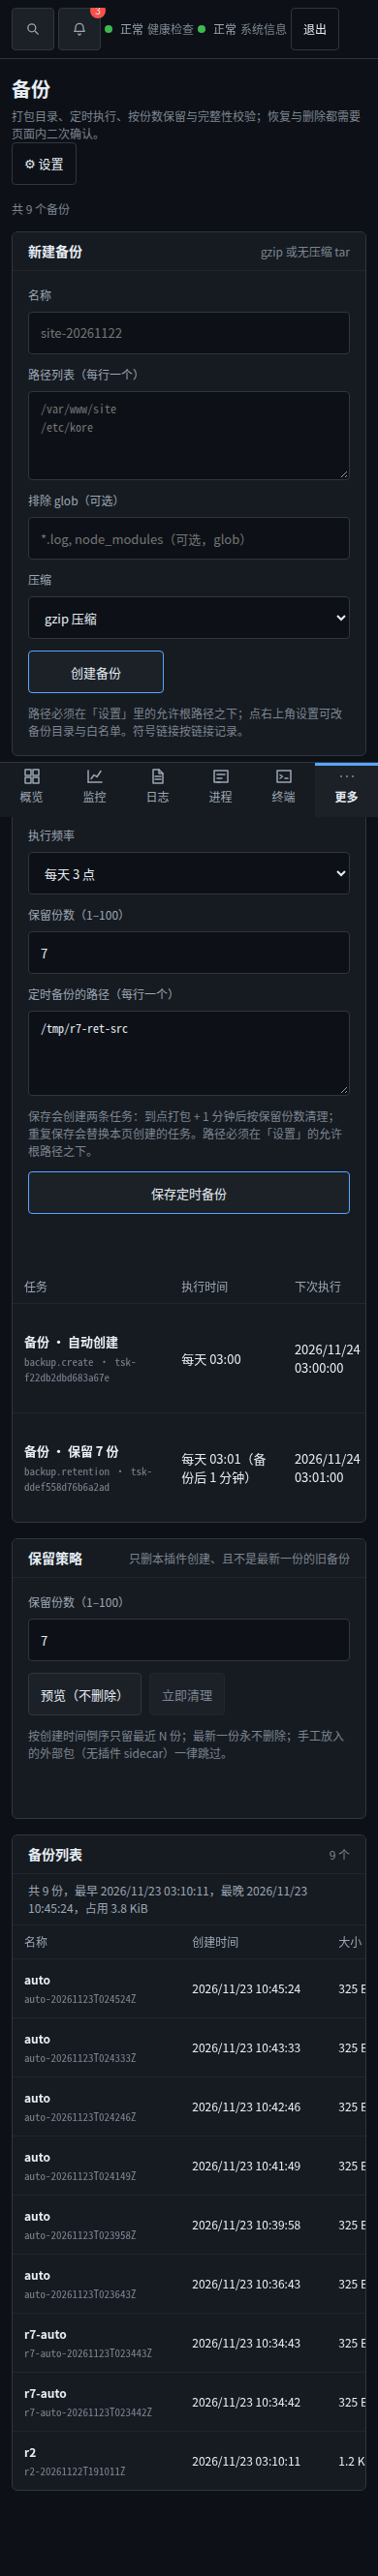 3
正常 健康检查
正常 系统信息
退出
备份
打包目录、定时执行、按份数保留与完整性校验；恢复与删除都需要
页面内二次确认。
⚙ 设置
共 9 个备份
新建备份
gzip 或无压缩 tar
名称
site-20261122
路径列表（每行一个）
/var/www/site
/etc/kore
排除 glob（可选）
*.log, node_modules（可选，glob）
压缩
gzip 压缩
创建备份
路径必须在「设置」里的允许根路径之下；点右上角设置可改
备份目录与白名单。符号链接按链接记录。
概览
监控
日志
进程
终端
更多
执行频率
每天 3 点
保留份数（1–100）
7
定时备份的路径（每行一个）
/tmp/r7-ret-src
保存会创建两条任务：到点打包 + 1 分钟后按保留份数清理；
重复保存会替换本页创建的任务。路径必须在「设置」的允许
根路径之下。
保存定时备份
任务
执行时间
下次执行
备份 · 自动创建
backup.create · tsk-
f22db2dbd683a67e
每天 03:00
2026/11/24
03:00:00
备份 · 保留 7 份
backup.retention · tsk-
ddef558d76b6a2ad
每天 03:01（备
份后 1 分钟）
2026/11/24
03:01:00
保留策略
只删本插件创建、且不是最新一份的旧备份
保留份数（1–100）
7
预览（不删除）
立即清理
按创建时间倒序只留最近 N 份；最新一份永不删除；手工放入
的外部包（无插件 sidecar）一律跳过。
备份列表
9 个
共 9 份，最早 2026/11/23 03:10:11，最晚 2026/11/23
10:45:24，占用 3.8 KiB
名称
创建时间
大小
auto
auto-20261123T024524Z
2026/11/23 10:45:24
325 B
auto
auto-20261123T024333Z
2026/11/23 10:43:33
325 B
auto
auto-20261123T024246Z
2026/11/23 10:42:46
325 B
auto
auto-20261123T024149Z
2026/11/23 10:41:49
325 B
auto
auto-20261123T023958Z
2026/11/23 10:39:58
325 B
auto
auto-20261123T023643Z
2026/11/23 10:36:43
325 B
r7-auto
r7-auto-20261123T023443Z
2026/11/23 10:34:43
325 B
r7-auto
r7-auto-20261123T023442Z
2026/11/23 10:34:42
325 B
r2
r2-20261122T191011Z
2026/11/23 03:10:11
1.2 K